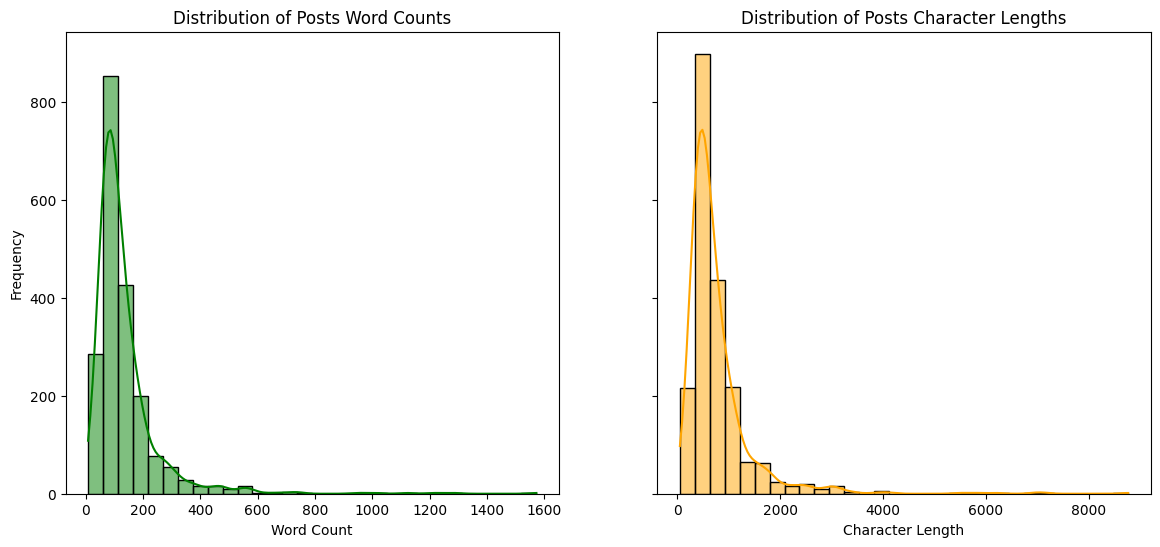 Distribution of Posts Word Counts
Frequency
800
600
400
200
0
0 200 400 600 800 1000 1200 1400 1600
Word Count
Distribution of Posts Character Lengths
0 2000 4000 6000 8000
Character Length